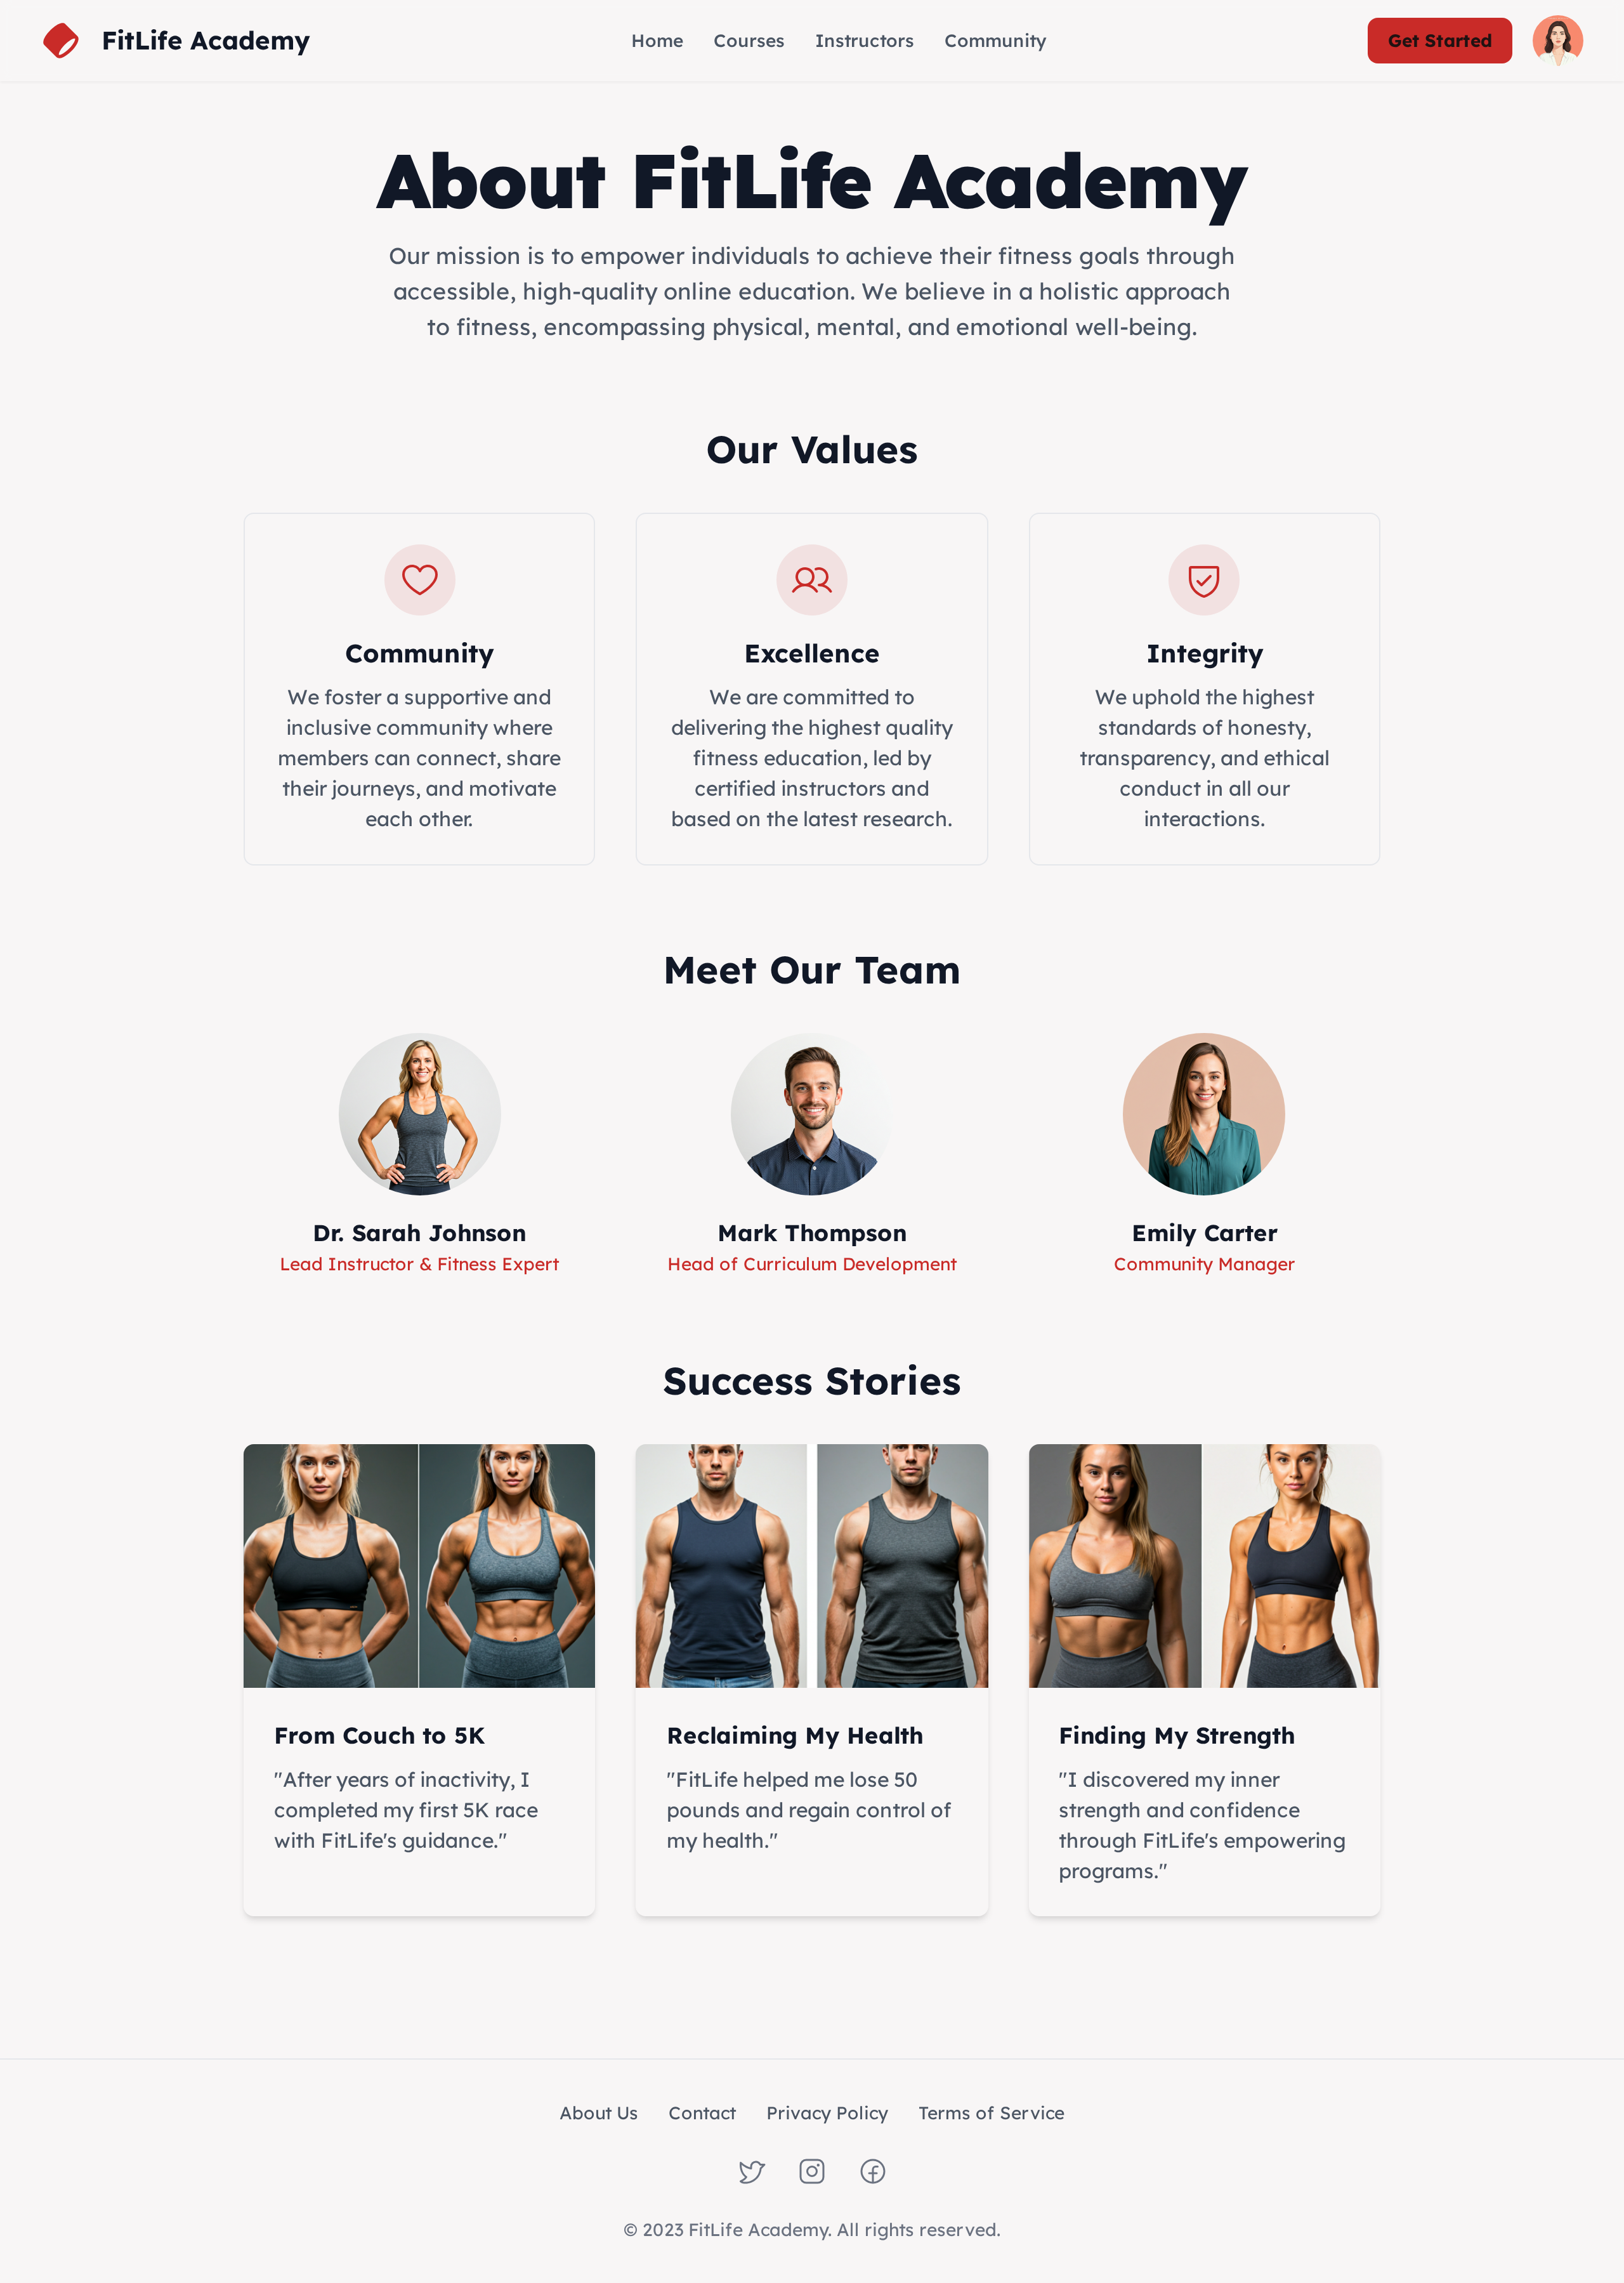 FitLife Academy
Home
Courses
Instructors
Community
Get Started
About FitLife Academy
Our mission is to empower individuals to achieve their fitness goals through
accessible, high-quality online education. We believe in a holistic approach
to fitness, encompassing physical, mental, and emotional well-being.
Our Values
Community
We foster a supportive and
inclusive community where
members can connect, share
their journeys, and motivate
each other.
Excellence
We are committed to
delivering the highest quality
fitness education, led by
certified instructors and
based on the latest research.
Integrity
We uphold the highest
standards of honesty,
transparency, and ethical
conduct in all our
interactions.
Meet Our Team
Dr. Sarah Johnson
Lead Instructor & Fitness Expert
Mark Thompson
Head of Curriculum Development
Emily Carter
Community Manager
Success Stories
From Couch to 5K
"After years of inactivity, I
completed my first 5K race
with FitLife's guidance."
Reclaiming My Health
"FitLife helped me lose 50
pounds and regain control of
my health."
Finding My Strength
"I discovered my inner
strength and confidence
through FitLife's empowering
programs."
About Us
Contact
Privacy Policy
Terms of Service
© 2023 FitLife Academy. All rights reserved.